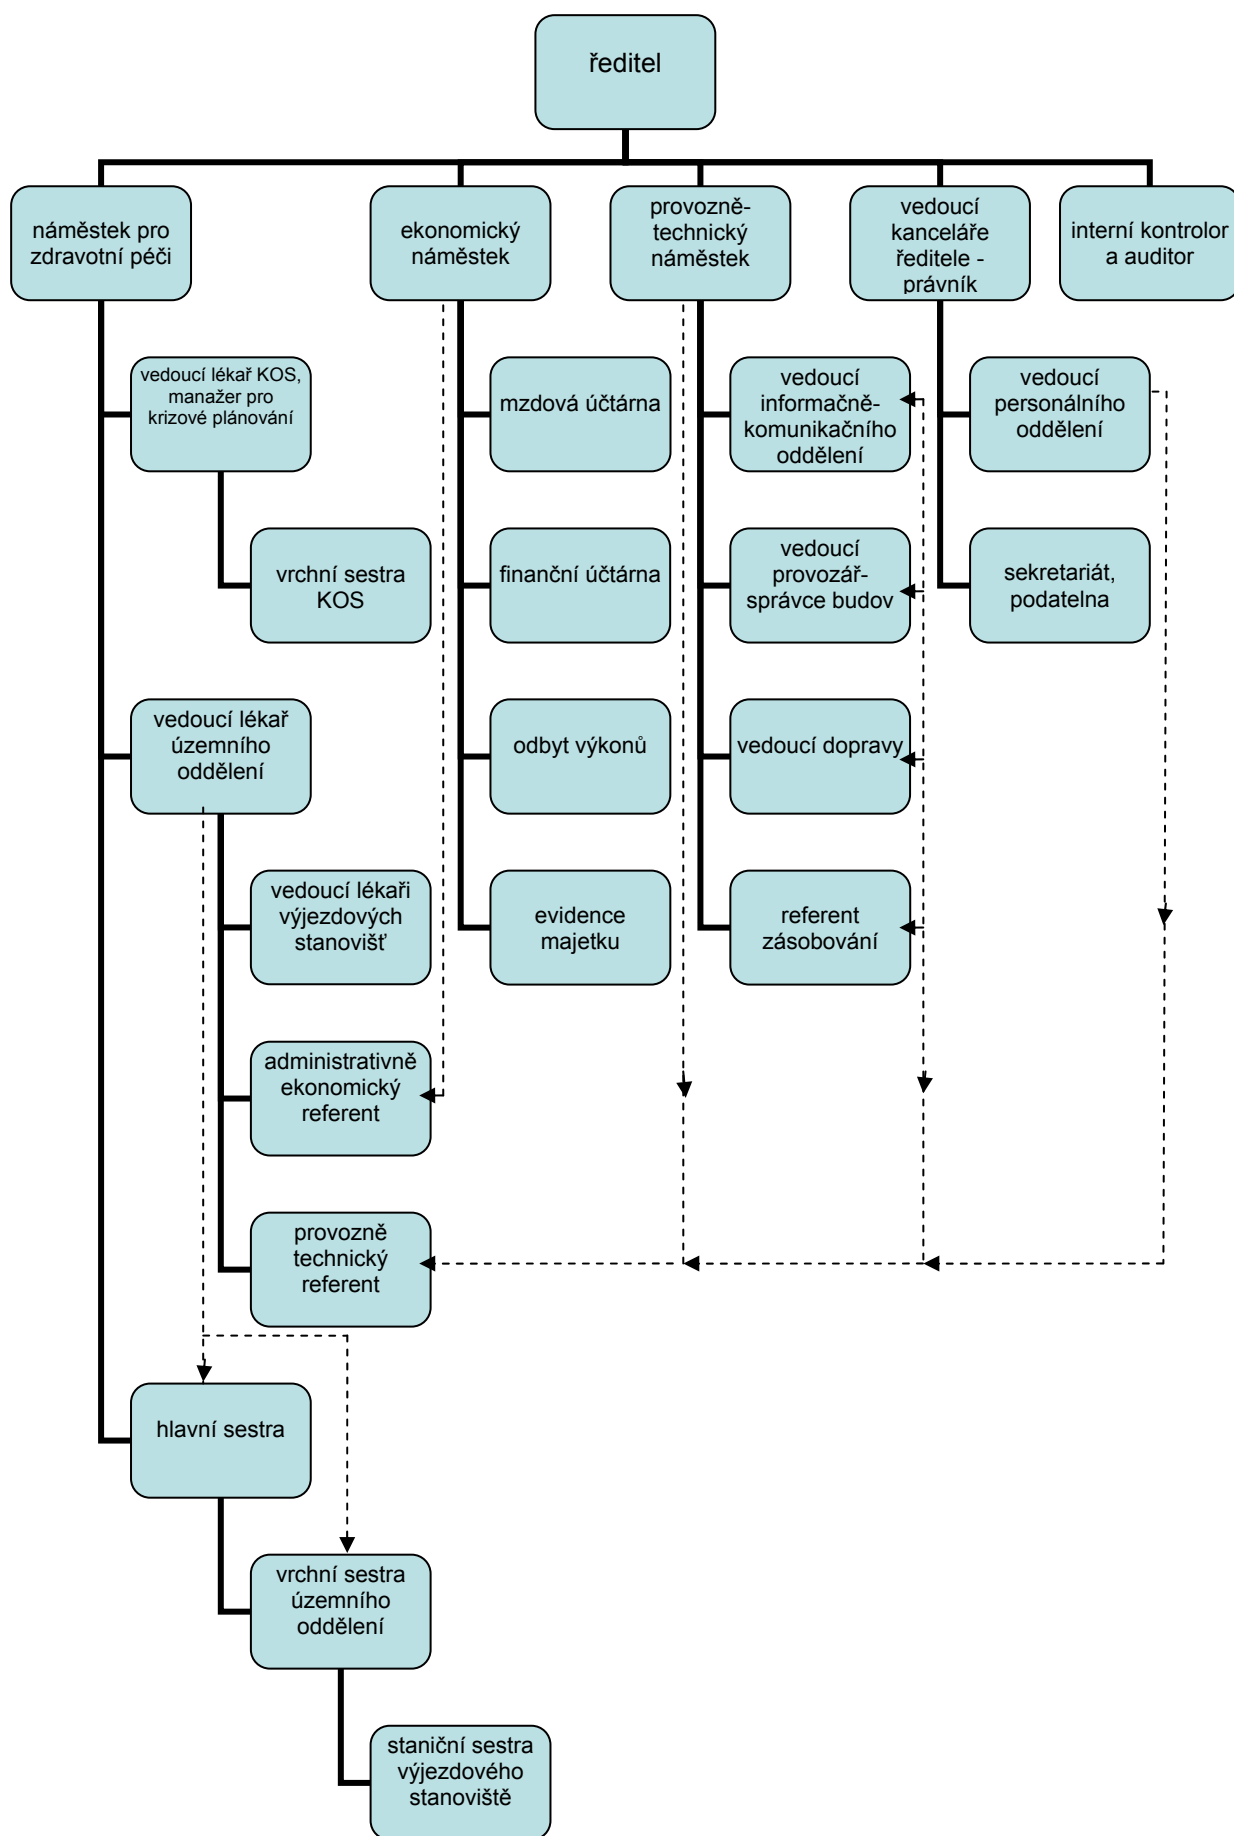 ředitel
náměstek pro
zdravotní péči
ekonomický
náměstek
provozně-
technický
náměstek
vedoucí
kanceláře
ředitele -
právník
interní kontrolor
a auditor
vedoucí lékař KOS,
manažer pro
krizové plánování
mzdová účtárna
vedoucí
informačně-
komunikačního
oddělení
vedoucí
personálního
oddělení
vrchní sestra
KOS
finanční účtárna
vedoucí
provozář-
správce budov
sekretariát,
podatelna
vedoucí lékař
územního
oddělení
odbyt výkonů
vedoucí dopravy
vedoucí lékaři
výjezdových
stanovišť
evidence
majetku
referent
zásobování
administrativně
ekonomický
referent
provozně
technický
referent
hlavní sestra
vrchní sestra
územního
oddělení
staniční sestra
výjezdového
stanoviště